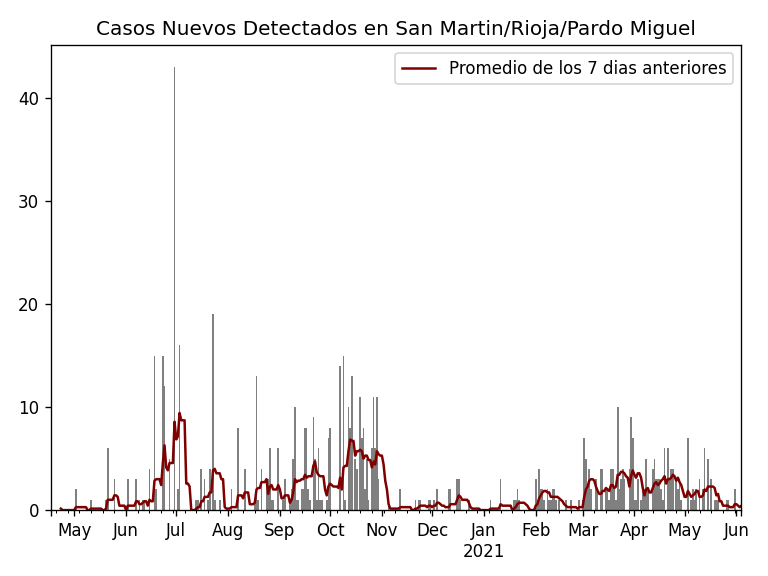 Casos Nuevos Detectados en San Martin/Rioja/Pardo Miguel
Promedio de los 7 dias anteriores
40
30
20
10
0
May Jun Jul Aug Sep Oct Nov Dec Jan Feb Mar Apr May Jun
2021